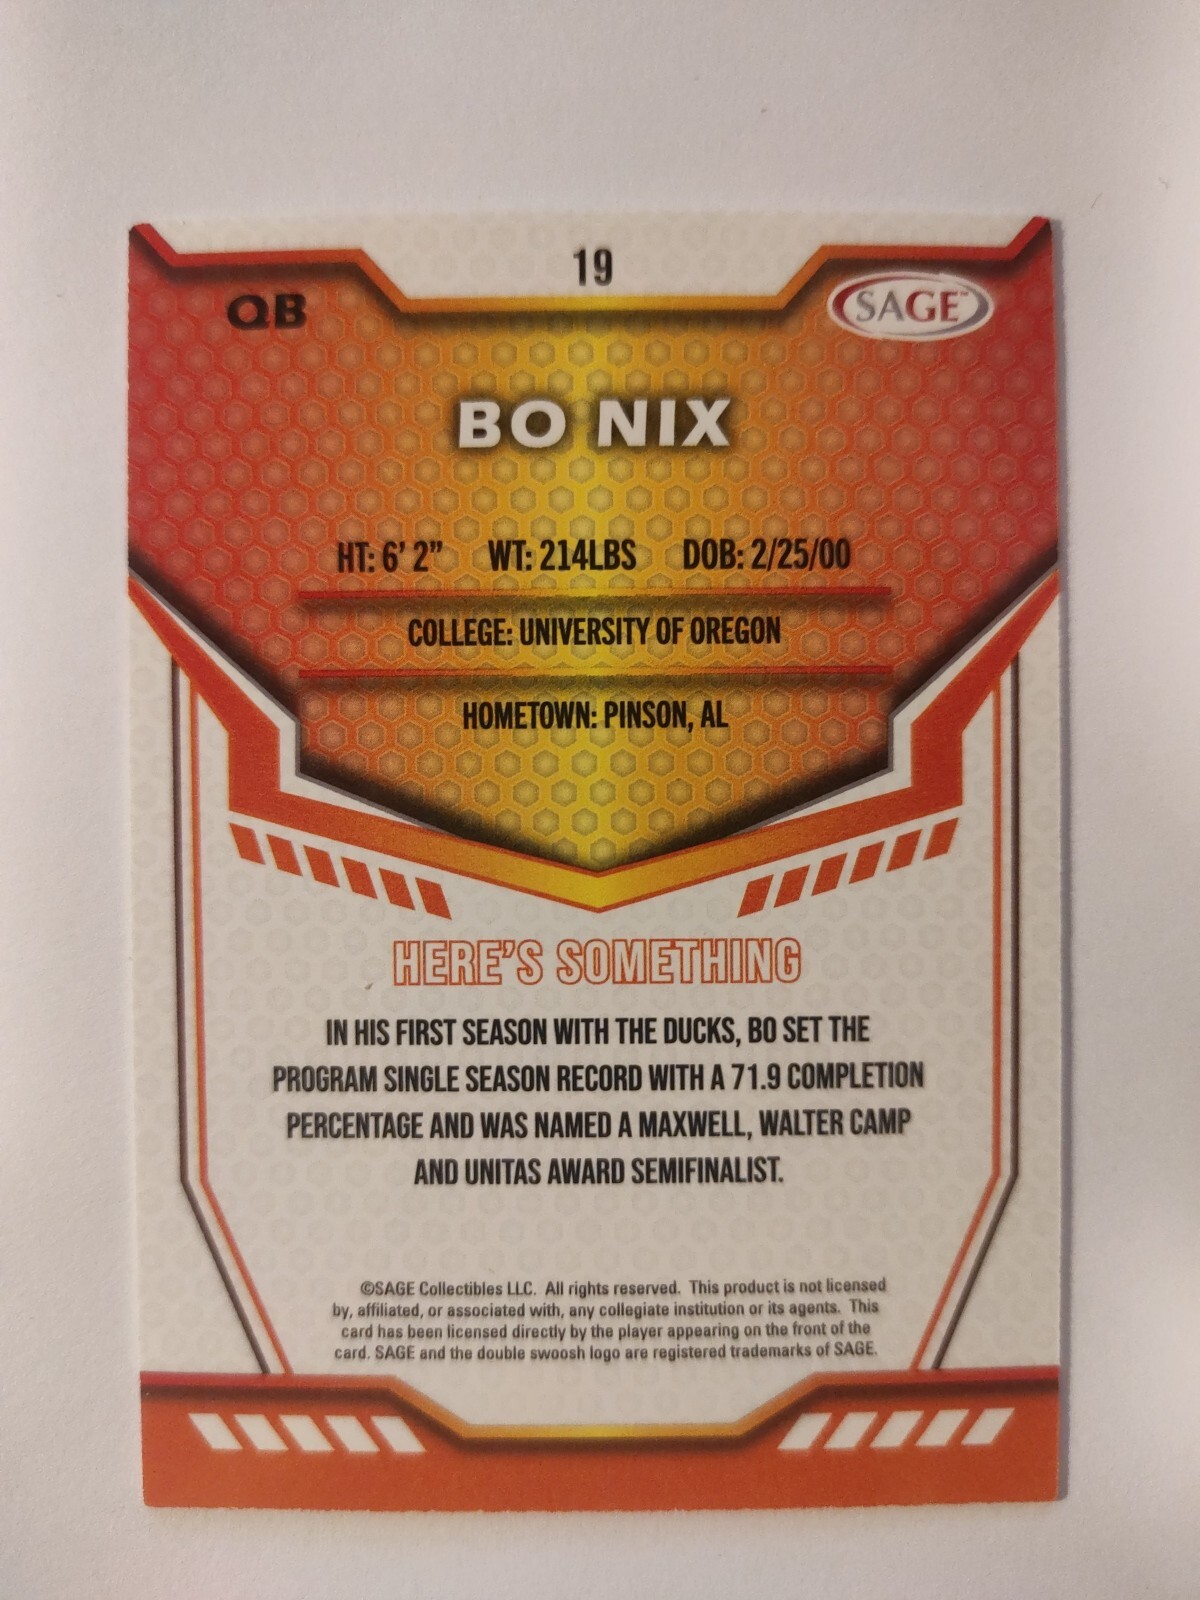 19
QB
SAGE™
BO NIX
HT: 6' 2" WT: 214LBS DOB: 2/25/00
COLLEGE: UNIVERSITY OF OREGON
HOMETOWN: PINSON, AL
HERE'S SOMETHING
IN HIS FIRST SEASON WITH THE DUCKS, BO SET THE
PROGRAM SINGLE SEASON RECORD WITH A 71.9 COMPLETION
PERCENTAGE AND WAS NAMED A MAXWELL, WALTER CAMP
AND UNITAS AWARD SEMIFINALIST.
©SAGE Collectibles LLC. All rights reserved. This product is not licensed
by, affiliated, or associated with, any collegiate institution or its agents. This
card has been licensed directly by the player appearing on the front of the
card. SAGE and the double swoosh logo are registered trademarks of SAGE.